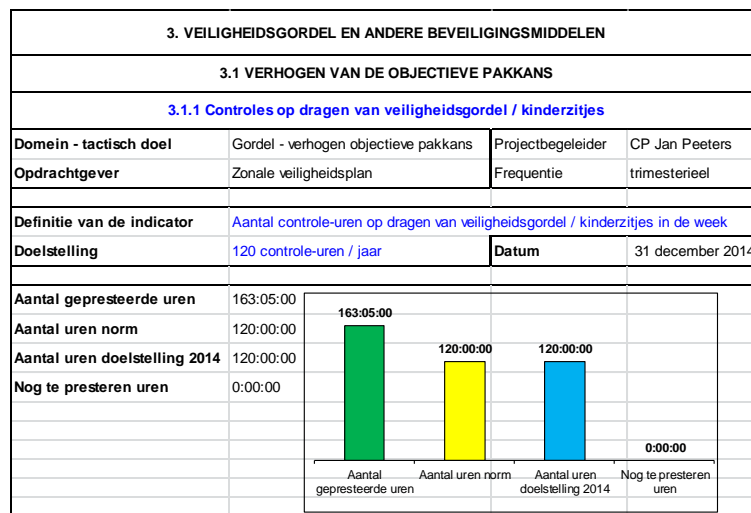 3. VEILIGHEIDSGORDEL EN ANDERE BEVEILIGINGSMIDDELEN
3.1 VERHOGEN VAN DE OBJECTIEVE PAKKANS
3.1.1 Controles op dragen van veiligheidsgordel / kinderzitjes
Domein - tactisch doel Gordel - verhogen objectieve pakkans Projectbegeleider CP Jan Peeters
Opdrachtgever Zonale veiligheidsplan Frequentie trimesterieel
Definitie van de indicator Aantal controle-uren op dragen van veiligheidsgordel / kinderzitjes in de week
Doelstelling 120 controle-uren / jaar Datum 31 december 2014
Aantal gepresteerde uren 163:05:00
Aantal uren norm 120:00:00
Aantal uren doelstelling 2014 120:00:00
Nog te presteren uren 0:00:00
163:05:00
120:00:00
120:00:00
0:00:00
Aantal gepresteerde uren
Aantal uren norm
Aantal uren doelstelling 2014
Nog te presteren uren